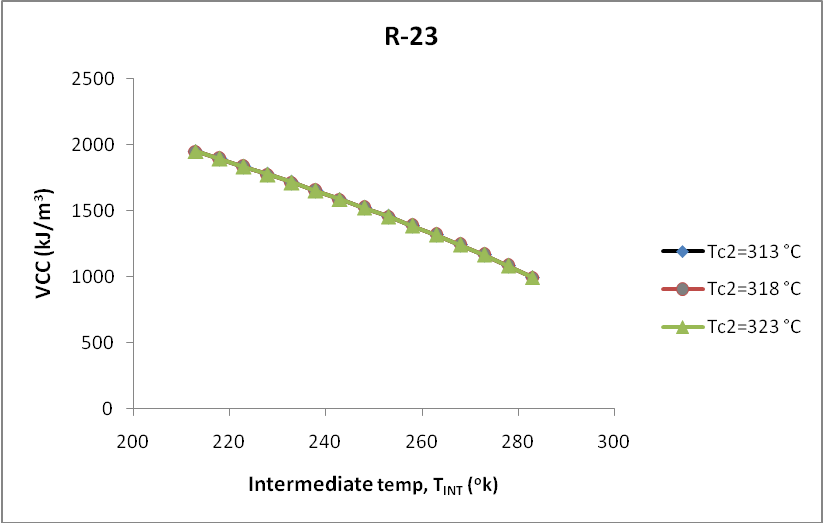 R-23
2500
2000
1500
1000
500
0
VCC (kJ/m³)
200 220 240 260 280 300
Intermediate temp, T_INT (°k)
Tc2=313 °C
Tc2=318 °C
Tc2=323 °C